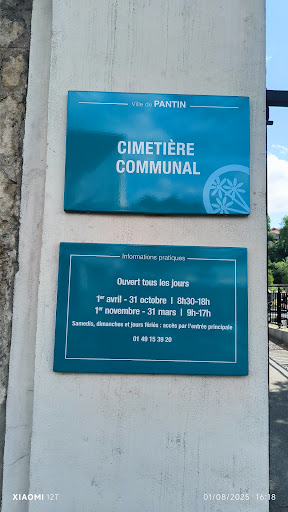 Ville de PANTIN
CIMETIÈRE
COMMUNAL
Informations pratiques
Ouvert tous les jours
1er avril - 31 octobre | 8h30-18h
1er novembre - 31 mars | 9h-17h
Samedis, dimanches et jours fériés : accès par l'entrée principale
01 49 15 39 20
XIAOMI 12T
01/08/2025 16:18